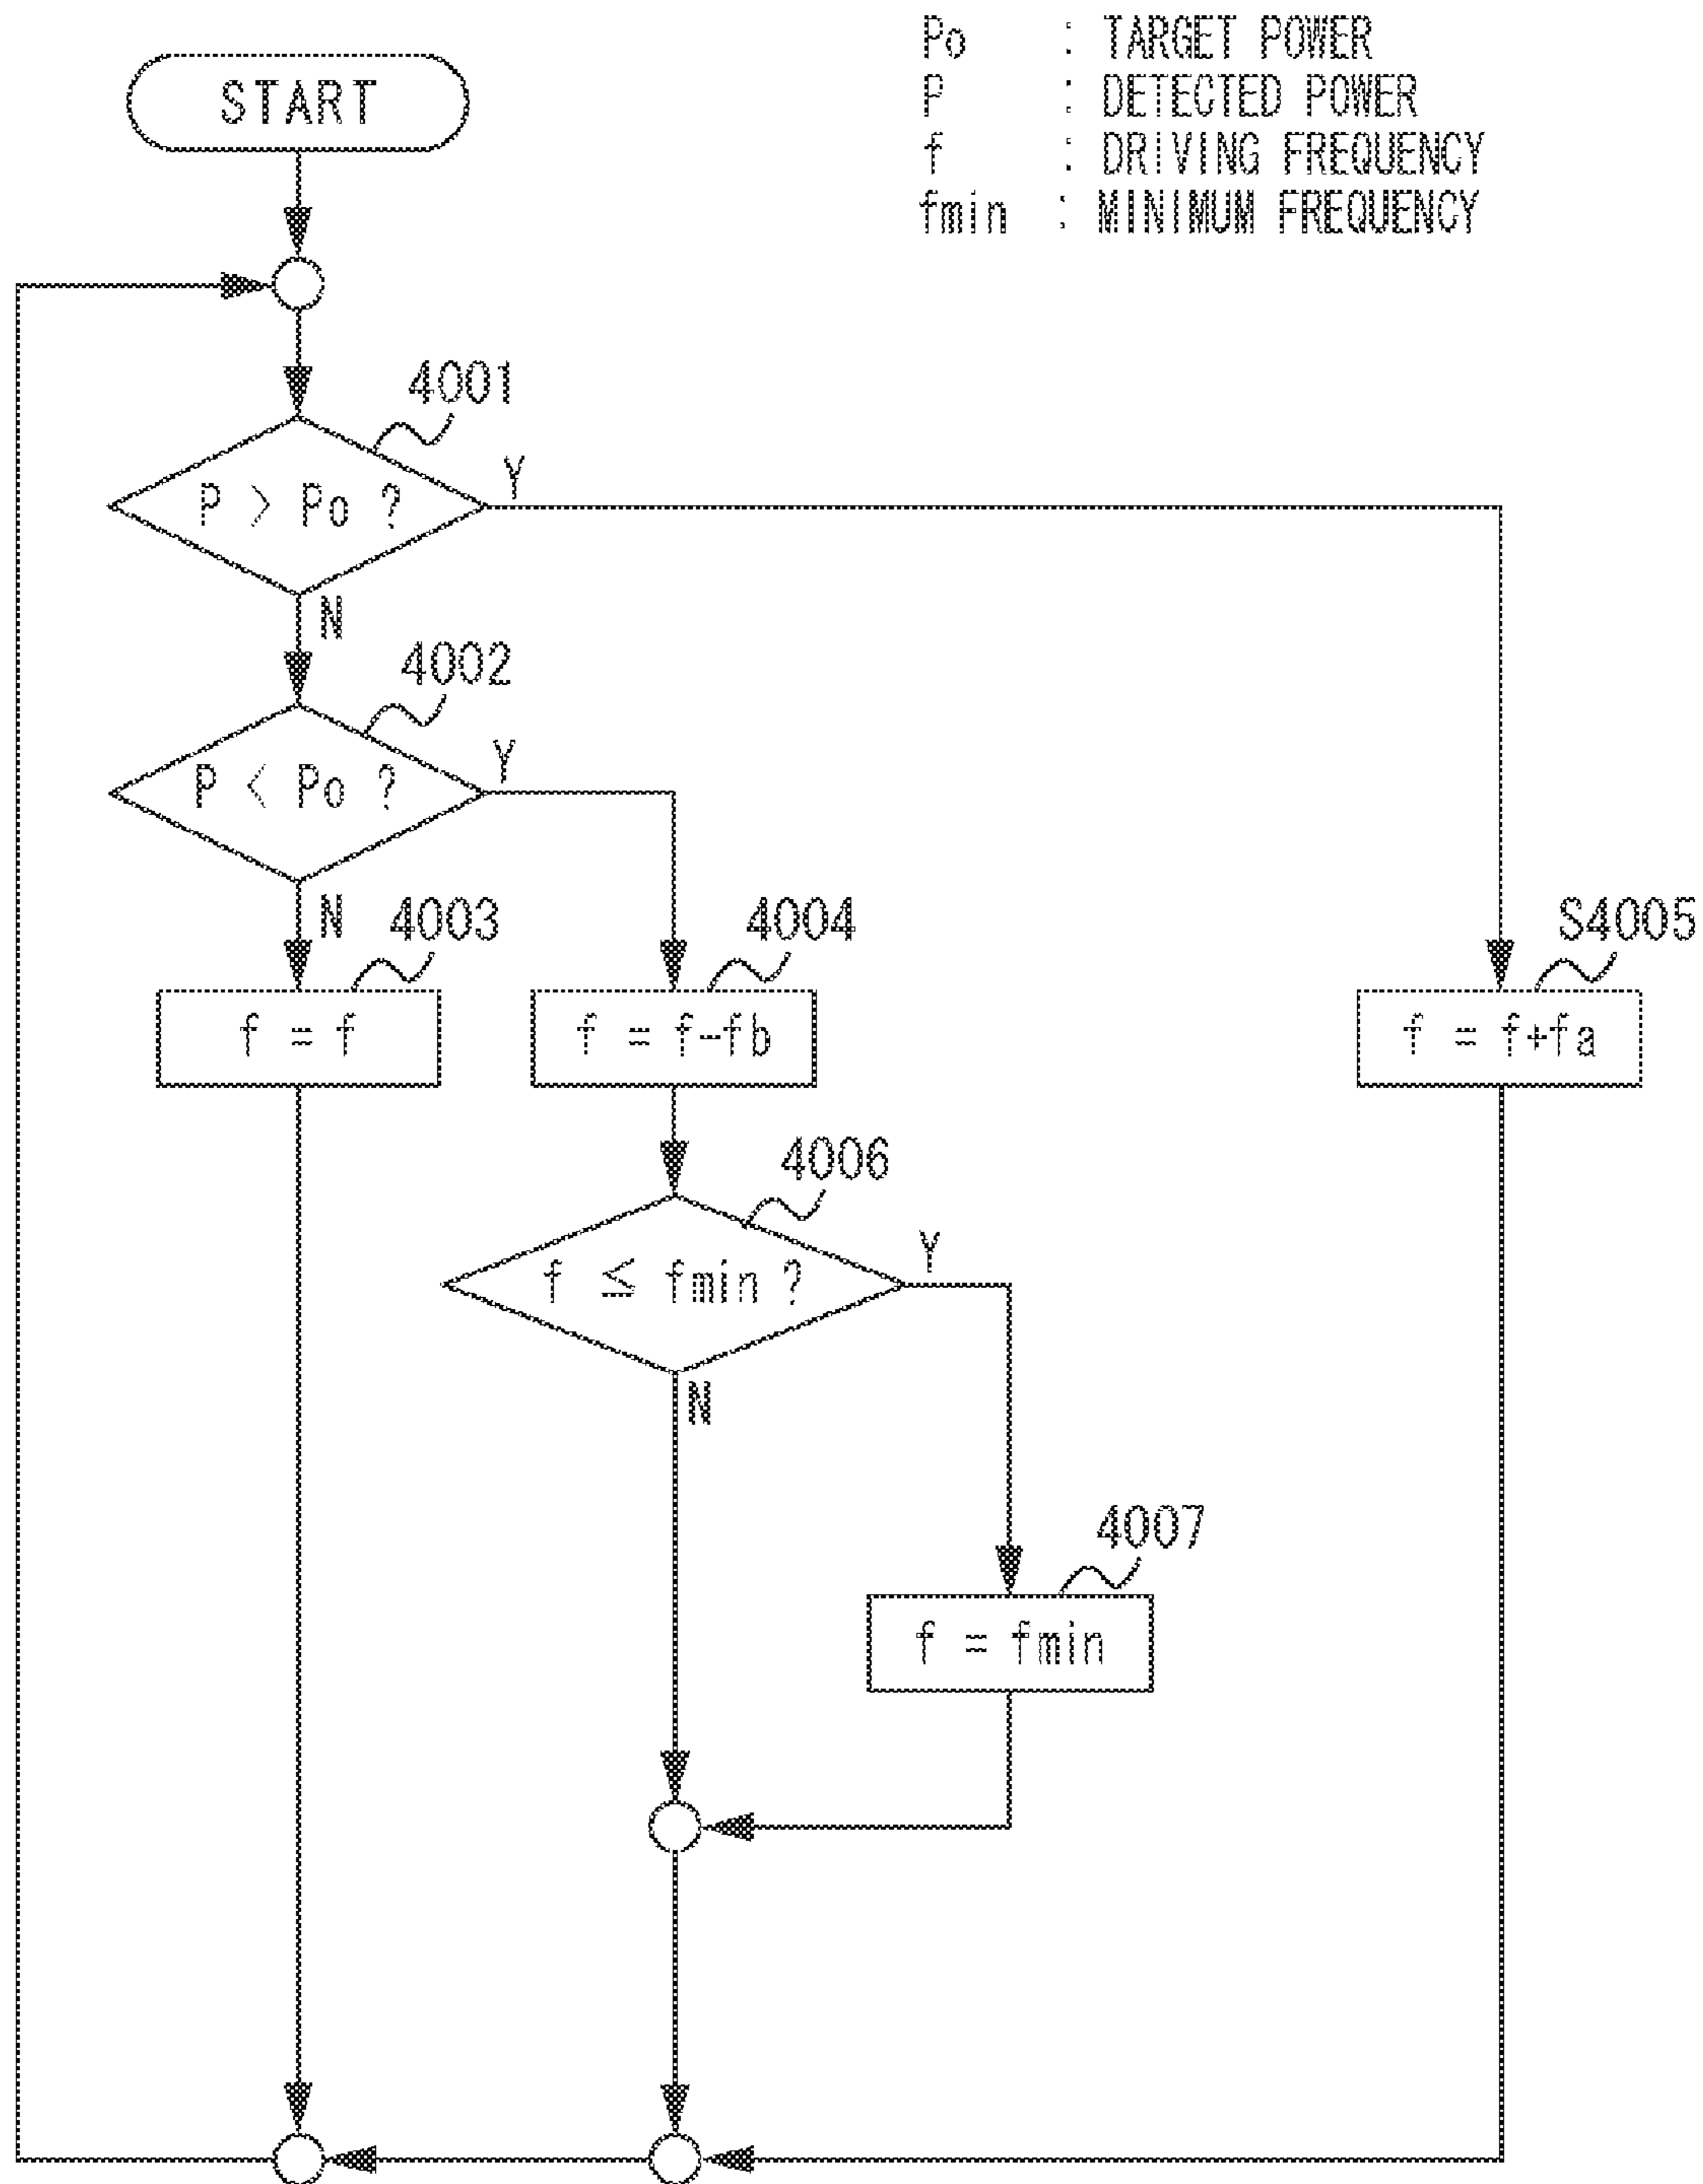 Po : TARGET POWER
P : DETECTED POWER
f : DRIVING FREQUENCY
fmin : MINIMUM FREQUENCY
START
4001
P > Po ?
Y
N
4002
P < Po ?
Y
N
4003
f = f
4004
f = f-fb
S4005
f = f+fa
4006
f ≤ fmin ?
Y
N
4007
f = fmin